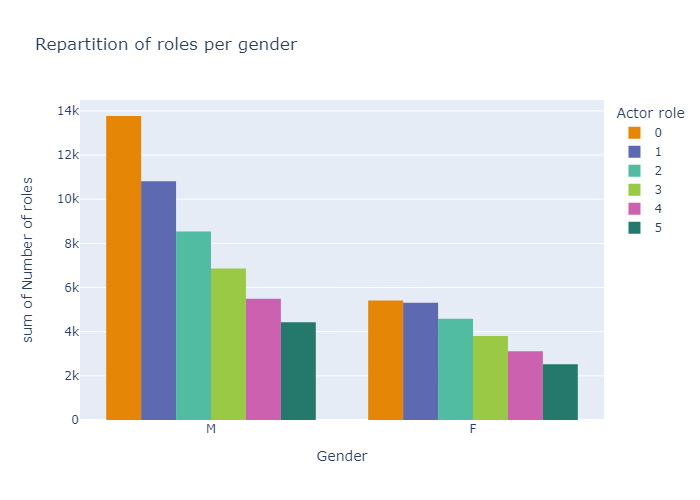 Repartition of roles per gender
sum of Number of roles
14k
12k
10k
8k
6k
4k
2k
0
M
F
Gender
Actor role
0
1
2
3
4
5